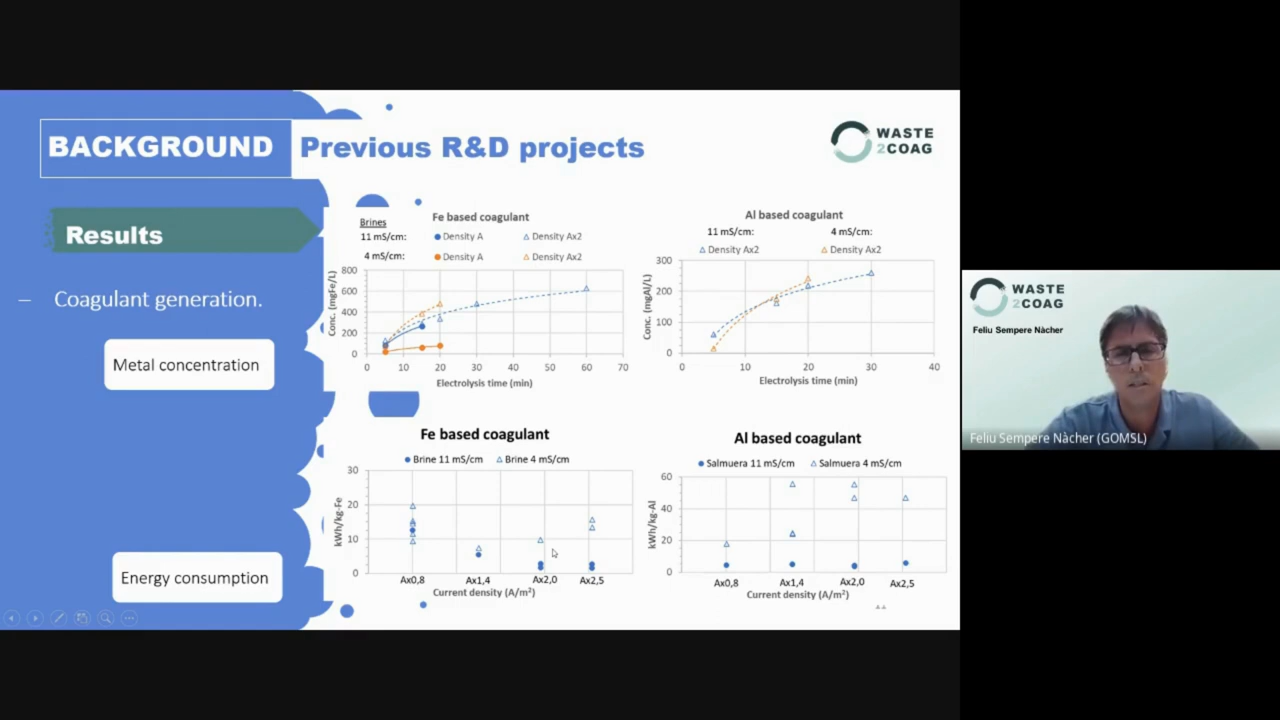 BACKGROUND Previous R&D projects
WASTE
2COAG
Results
– Coagulant generation.
Metal concentration
Energy consumption
Brines Fe based coagulant
11 mS/cm: Density A Density Ax2
4 mS/cm: Density A Density Ax2
Conc. (mgFe/L)
800
600
400
200
0
0 10 20 30 40 50 60 70
Electrolysis time (min)
Al based coagulant
11 mS/cm: 4 mS/cm:
Density Ax2 Density Ax2
Conc. (mgAl/L)
300
200
100
0
0 10 20 30 40
Electrolysis time (min)
Fe based coagulant
Brine 11 mS/cm Brine 4 mS/cm
kWh/kg-Fe
30
20
10
0
Ax0,8 Ax1,4 Ax2,0 Ax2,5
Current density (A/m²)
Al based coagulant
Salmuera 11 mS/cm Salmuera 4 mS/cm
kWh/kg-Al
60
40
20
0
Ax0,8 Ax1,4 Ax2,0 Ax2,5
Current density (A/m²)
WASTE
2COAG
Feliu Sempere Nàcher
Feliu Sempere Nàcher (GOMSL)